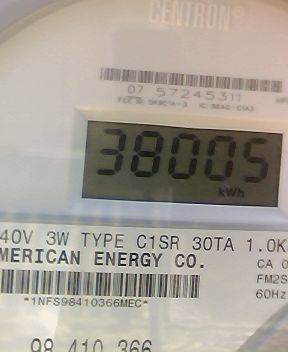 CENTRON®
07 57245311
38005
kWh
40V 3W TYPE C1SR 30TA 1.0K
MERICAN ENERGY CO.
CA 0
FM2S
60Hz
*1NFS98410366MEC*
98 410 366